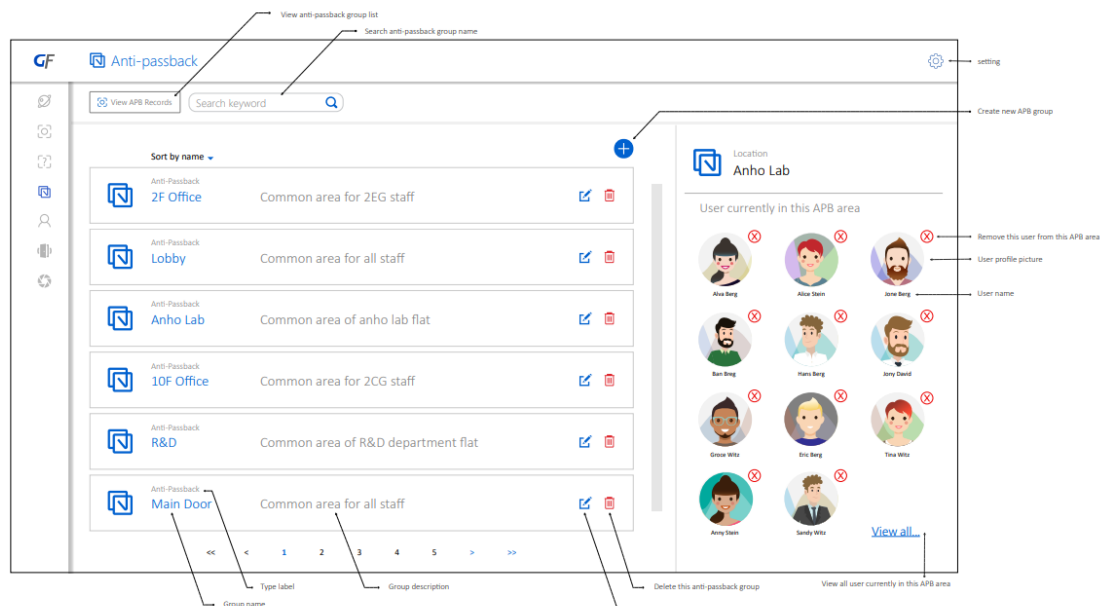 View anti-passback group list
Search anti-passback group name
GF
Anti-passback
setting
View APB Records
Search keyword
Create new APB group
Sort by name
Location
Anho Lab
Anti-Passback
2F Office
Common area for 2EG staff
User currently in this APB area
Remove this user from this APB area
Anti-Passback
Lobby
Common area for all staff
User profile picture
Alva Berg
Alice Stein
Jone Berg
User name
Anti-Passback
Anho Lab
Common area of anho lab flat
Anti-Passback
10F Office
Common area for 2CG staff
Ban Breg
Hans Berg
Jony David
Anti-Passback
R&D
Common area of R&D department flat
Groce Witz
Eric Berg
Tina Witz
Anti-Passback
Main Door
Common area for all staff
Anny Stein
Sandy Witz
View all...
<< < 1 2 3 4 5 > >>
Type label
Group description
Delete this anti-passback group
View all user currently in this APB area
Group name